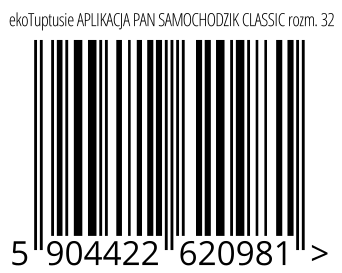 ekoTuptusie APLIKACJA PAN SAMOCHODZIK CLASSIC rozm. 32
5 904422 620981 >